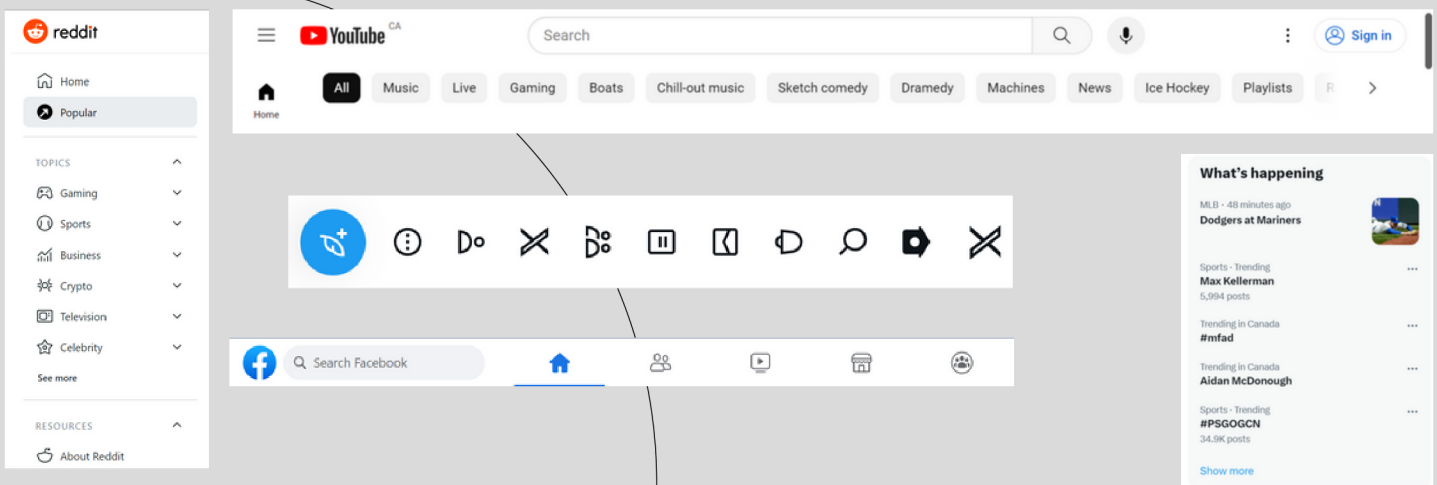 reddit
Home
Popular
TOPICS
Gaming
Sports
Business
Crypto
Television
Celebrity
See more
RESOURCES
About Reddit
YouTube CA
Search
Sign in
Home
All Music Live Gaming Boats Chill-out music Sketch comedy Dramedy Machines News Ice Hockey Playlists R
Search Facebook
What's happening
MLB · 48 minutes ago
Dodgers at Mariners
Sports · Trending
Max Kellerman
5,994 posts
Trending in Canada
#mfad
Trending in Canada
Aidan McDonough
Sports · Trending
#PSGOGCN
34.9K posts
Show more